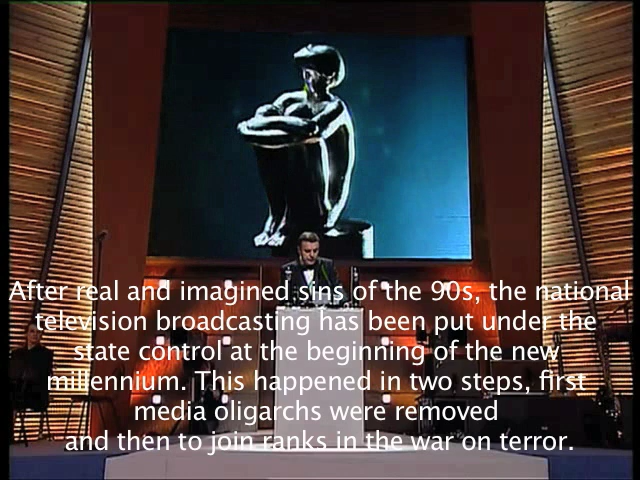 After real and imagined sins of the 90s, the national
television broadcasting has been put under the
state control at the beginning of the new
millennium. This happened in two steps, first
media oligarchs were removed
and then to join ranks in the war on terror.